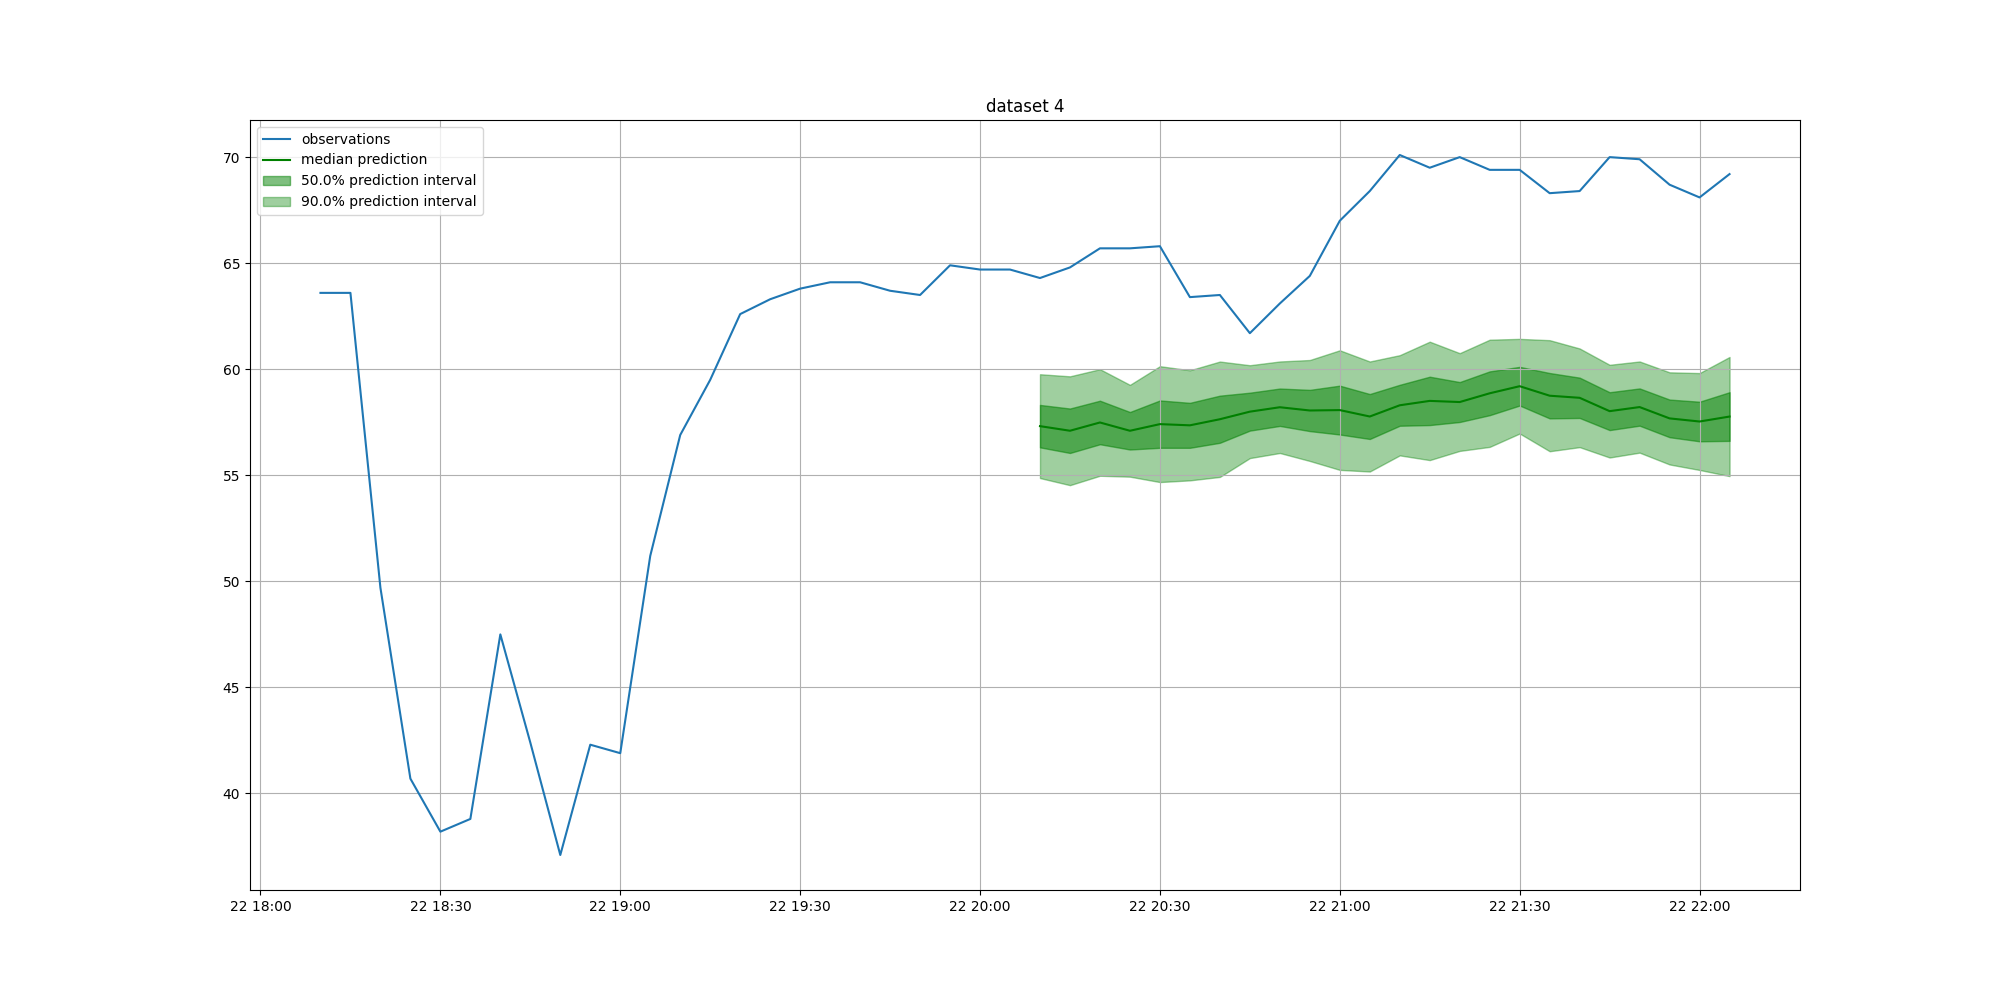 dataset 4
observations
median prediction
50.0% prediction interval
90.0% prediction interval
70
65
60
55
50
45
40
22 18:00 22 18:30 22 19:00 22 19:30 22 20:00 22 20:30 22 21:00 22 21:30 22 22:00